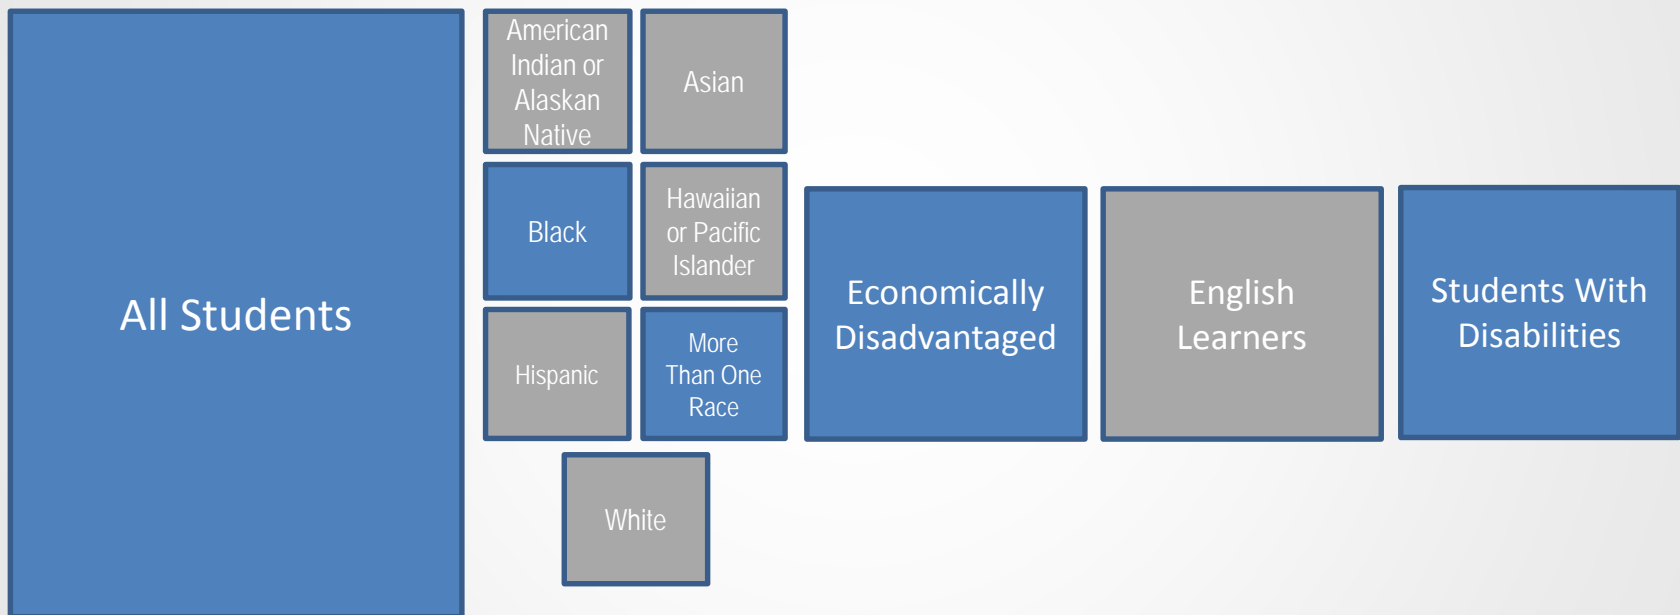 All Students
American
Indian or
Alaskan
Native
Asian
Black
Hawaiian
or Pacific
Islander
Hispanic
More
Than One
Race
White
Economically
Disadvantaged
English
Learners
Students With
Disabilities